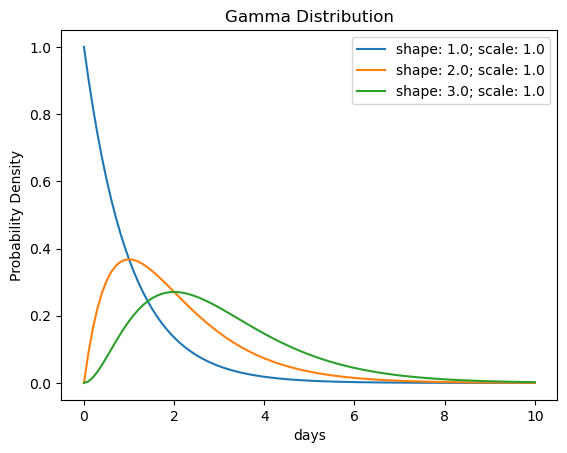 Gamma Distribution
shape: 1.0; scale: 1.0
shape: 2.0; scale: 1.0
shape: 3.0; scale: 1.0
Probability Density
1.0
0.8
0.6
0.4
0.2
0.0
0 2 4 6 8 10
days